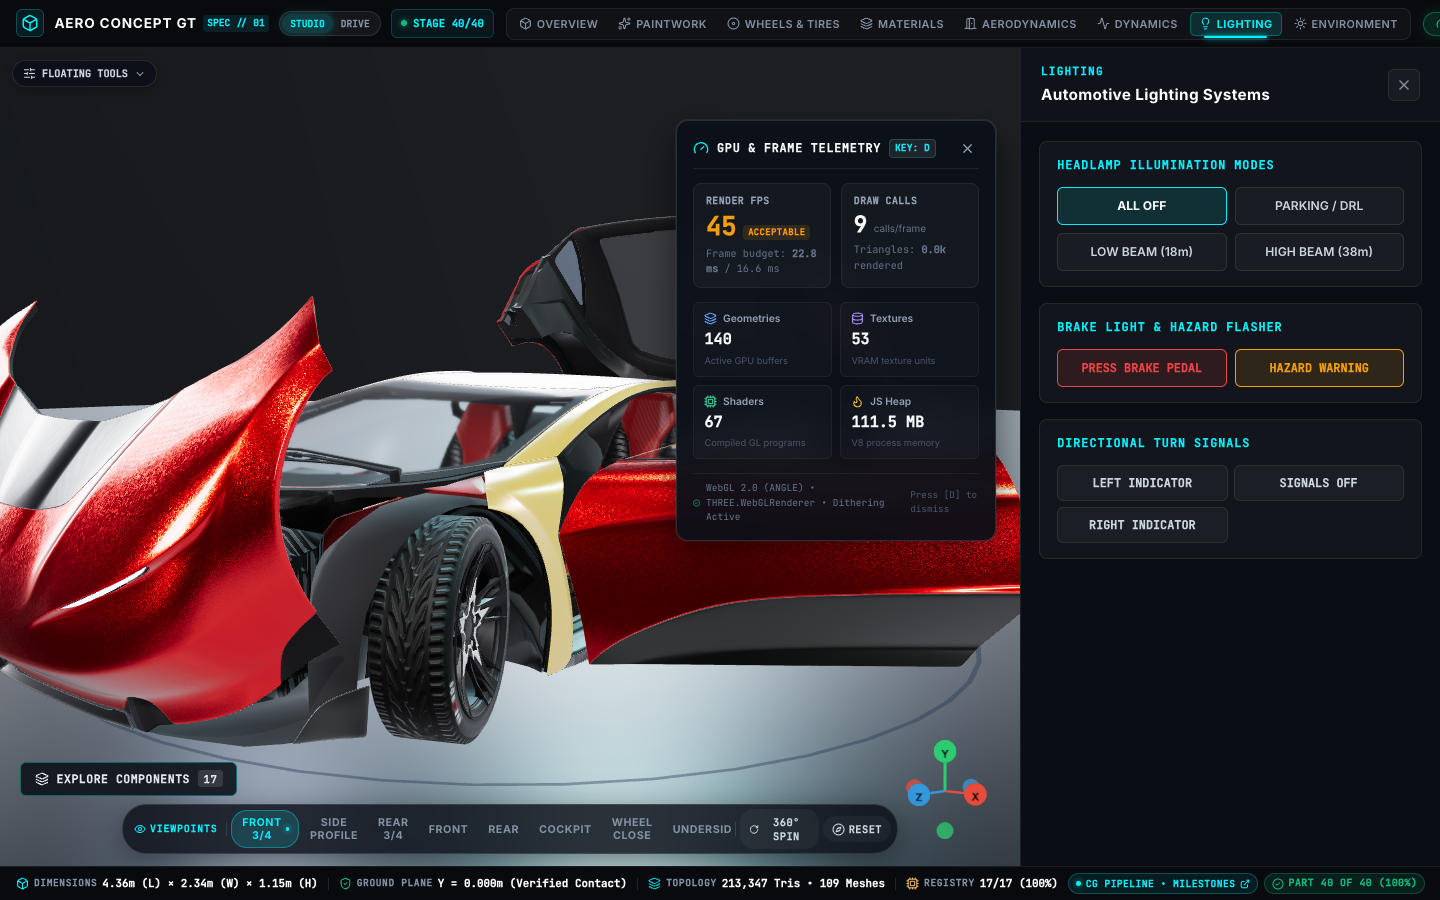 AERO CONCEPT GT SPEC // 01 STUDIO DRIVE STAGE 40/40 OVERVIEW PAINTWORK WHEELS & TIRES MATERIALS AERODYNAMICS DYNAMICS LIGHTING ENVIRONMENT
FLOATING TOOLS
LIGHTING
Automotive Lighting Systems
HEADLAMP ILLUMINATION MODES
ALL OFF PARKING / DRL
LOW BEAM (18m) HIGH BEAM (38m)
BRAKE LIGHT & HAZARD FLASHER
PRESS BRAKE PEDAL HAZARD WARNING
DIRECTIONAL TURN SIGNALS
LEFT INDICATOR SIGNALS OFF
RIGHT INDICATOR
GPU & FRAME TELEMETRY KEY: D
RENDER FPS
45 ACCEPTABLE
Frame budget: 22.8
ms / 16.6 ms
DRAW CALLS
9 calls/frame
Triangles: 0.0k
rendered
Geometries
140
Active GPU buffers
Textures
53
VRAM texture units
Shaders
67
Compiled GL programs
JS Heap
111.5 MB
V8 process memory
WebGL 2.0 (ANGLE) •
THREE.WebGLRenderer • Dithering
Active
Press [D] to
dismiss
EXPLORE COMPONENTS 17
Y
Z X
VIEWPOINTS
FRONT
3/4
SIDE
PROFILE
REAR
3/4
FRONT
REAR
COCKPIT
WHEEL
CLOSE
UNDERSID
360°
SPIN
RESET
DIMENSIONS 4.36m (L) × 2.34m (W) × 1.15m (H) GROUND PLANE Y = 0.000m (Verified Contact) TOPOLOGY 213,347 Tris • 109 Meshes REGISTRY 17/17 (100%) CG PIPELINE • MILESTONES PART 40 OF 40 (100%)